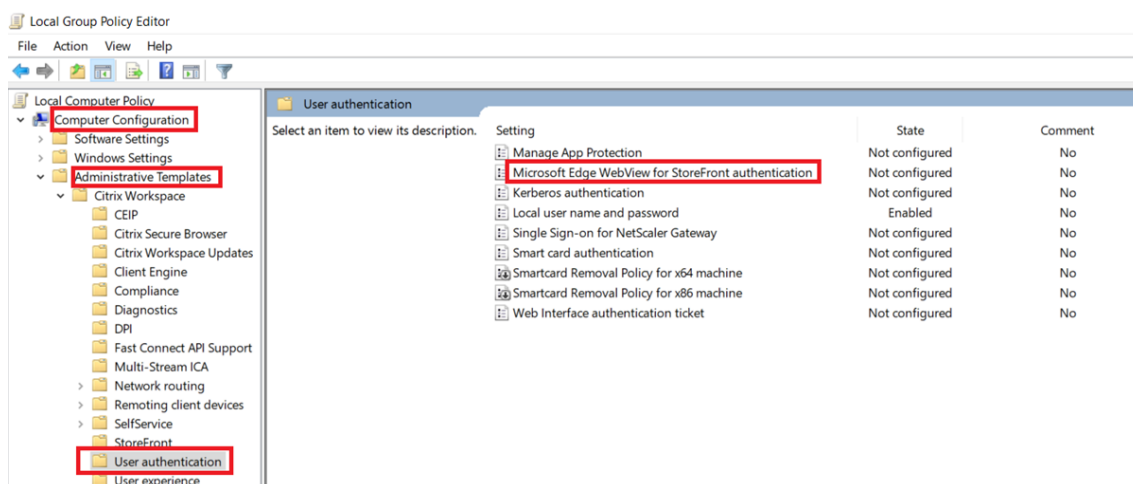 Local Group Policy Editor
File Action View Help
Local Computer Policy
Computer Configuration
Software Settings
Windows Settings
Administrative Templates
Citrix Workspace
CEIP
Citrix Secure Browser
Citrix Workspace Updates
Client Engine
Compliance
Diagnostics
DPI
Fast Connect API Support
Multi-Stream ICA
Network routing
Remoting client devices
SelfService
StoreFront
User authentication
User experience
User authentication
Select an item to view its description.
Setting State Comment
Manage App Protection Not configured No
Microsoft Edge WebView for StoreFront authentication Not configured No
Kerberos authentication Not configured No
Local user name and password Enabled No
Single Sign-on for NetScaler Gateway Not configured No
Smart card authentication Not configured No
Smartcard Removal Policy for x64 machine Not configured No
Smartcard Removal Policy for x86 machine Not configured No
Web Interface authentication ticket Not configured No